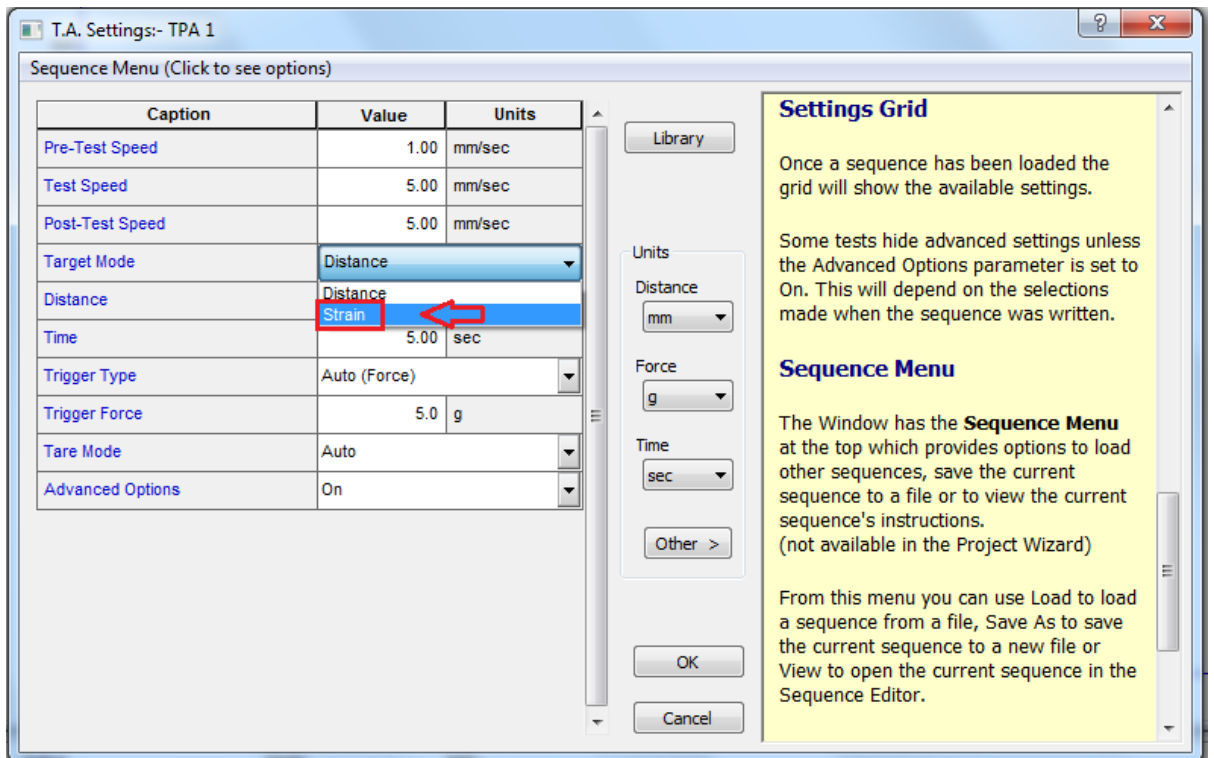 T.A. Settings:- TPA 1
Sequence Menu (Click to see options)
Caption Value Units
Pre-Test Speed 1.00 mm/sec
Test Speed 5.00 mm/sec
Post-Test Speed 5.00 mm/sec
Target Mode Distance
Distance Distance
Strain
Time 5.00 sec
Trigger Type Auto (Force)
Trigger Force 5.0 g
Tare Mode Auto
Advanced Options On
Library
Units
Distance
mm
Force
g
Time
sec
Other >
OK
Cancel
Settings Grid
Once a sequence has been loaded the
grid will show the available settings.
Some tests hide advanced settings unless
the Advanced Options parameter is set to
On. This will depend on the selections
made when the sequence was written.
Sequence Menu
The Window has the Sequence Menu
at the top which provides options to load
other sequences, save the current
sequence to a file or to view the current
sequence's instructions.
(not available in the Project Wizard)
From this menu you can use Load to load
a sequence from a file, Save As to save
the current sequence to a new file or
View to open the current sequence in the
Sequence Editor.